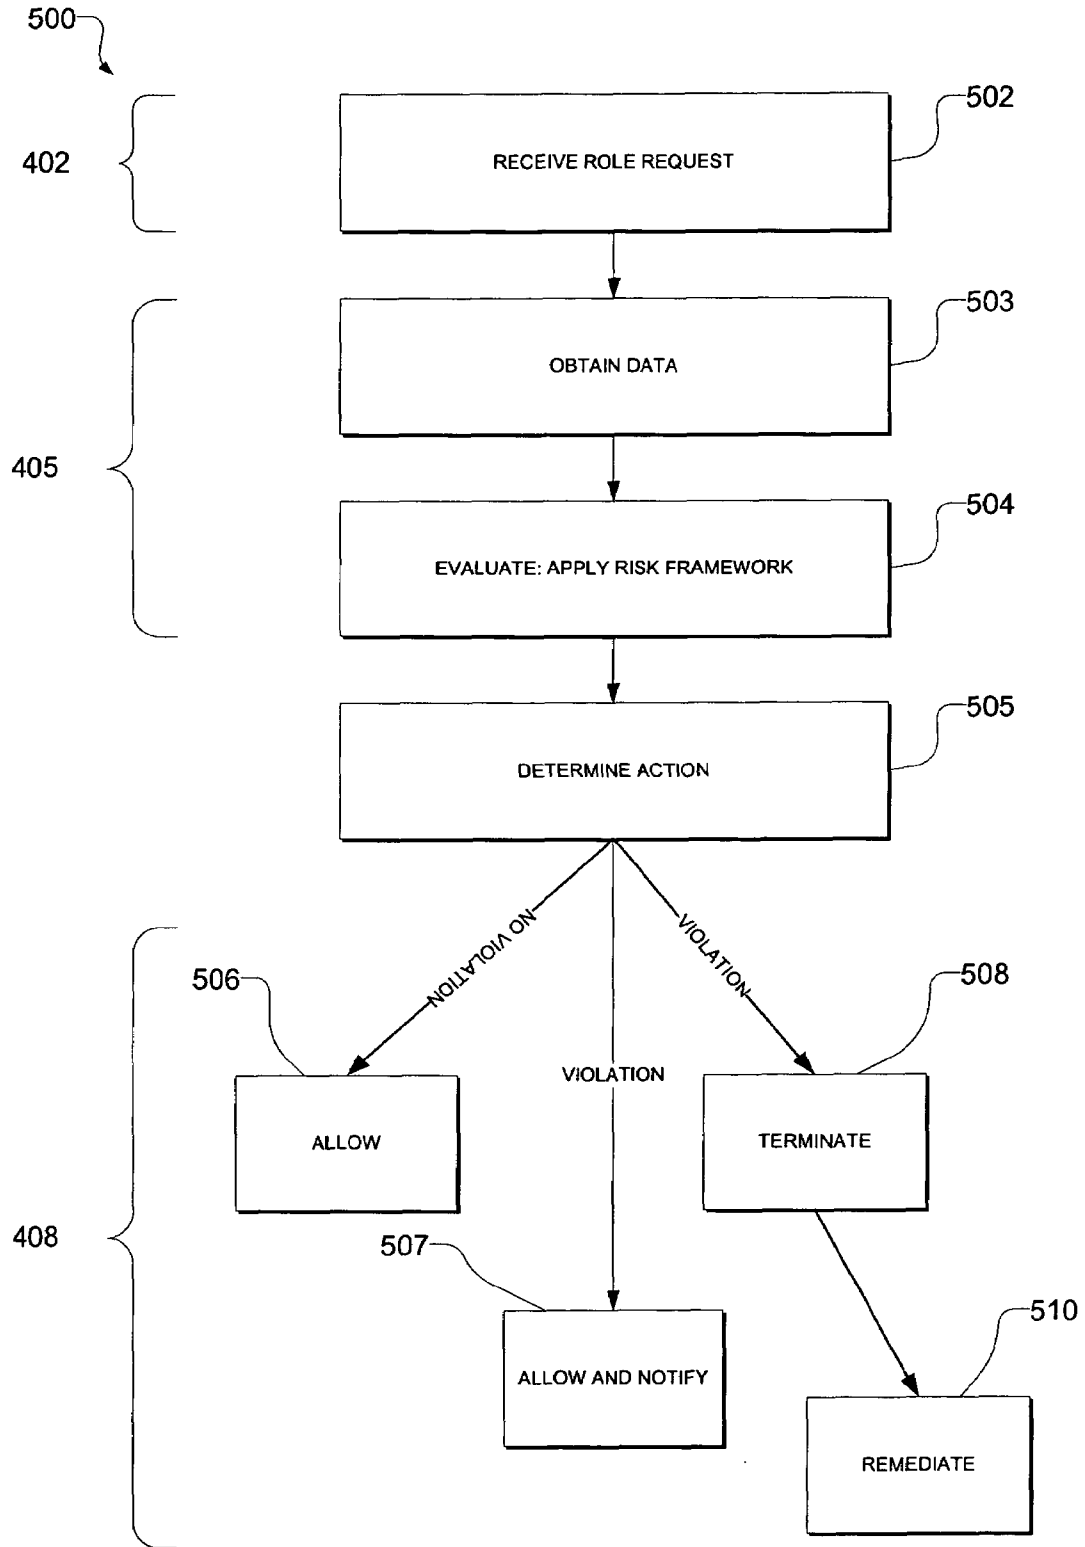 500
402
502
RECEIVE ROLE REQUEST
503
OBTAIN DATA
405
504
EVALUATE: APPLY RISK FRAMEWORK
505
DETERMINE ACTION
NO VIOLATION
VIOLATION
506
508
VIOLATION
ALLOW
TERMINATE
408
507
510
ALLOW AND NOTIFY
REMEDIATE